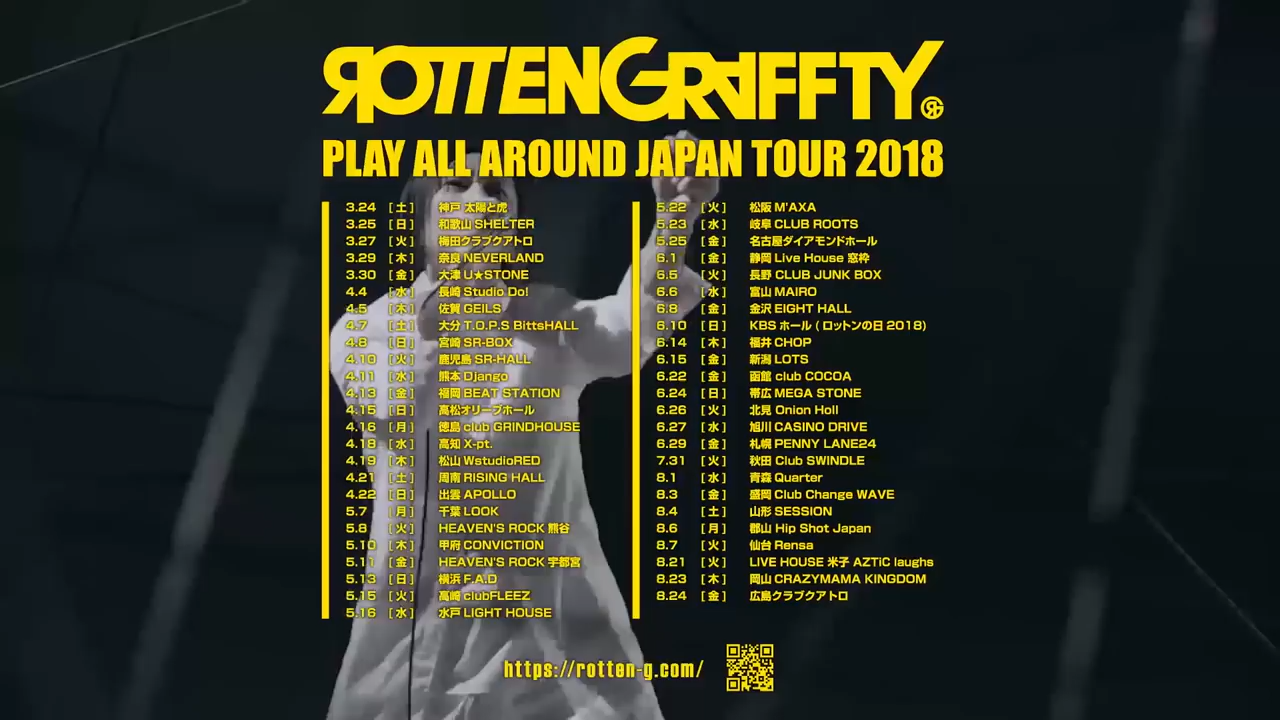 ROTTENGRAFFTY
PLAY ALL AROUND JAPAN TOUR 2018
3.24 [土] 神戸 太陽と虎
3.25 [日] 和歌山 SHELTER
3.27 [火] 梅田クラブクアトロ
3.29 [木] 奈良 NEVERLAND
3.30 [金] 大津 U★STONE
4.4 [水] 長崎 Studio Do!
4.5 [木] 佐賀 GEILS
4.7 [土] 大分 T.O.P.S BittsHALL
4.8 [日] 宮崎 SR-BOX
4.10 [火] 鹿児島 SR-HALL
4.11 [水] 熊本 Django
4.13 [金] 福岡 BEAT STATION
4.15 [日] 高松オリーブホール
4.16 [月] 徳島 club GRINDHOUSE
4.18 [水] 高知 X-pt.
4.19 [木] 松山 WstudioRED
4.21 [土] 周南 RISING HALL
4.22 [日] 出雲 APOLLO
5.7 [月] 千葉 LOOK
5.8 [火] HEAVEN'S ROCK 熊谷
5.10 [木] 甲府 CONVICTION
5.11 [金] HEAVEN'S ROCK 宇都宮
5.13 [日] 横浜 F.A.D
5.15 [火] 高崎 clubFLEEZ
5.16 [水] 水戸 LIGHT HOUSE
5.22 [火] 松阪 M'AXA
5.23 [水] 岐阜 CLUB ROOTS
5.25 [金] 名古屋ダイアモンドホール
6.1 [金] 静岡 Live House 窓枠
6.5 [火] 長野 CLUB JUNK BOX
6.6 [水] 富山 MAIRO
6.8 [金] 金沢 EIGHT HALL
6.10 [日] KBS ホール ( ロットンの日 2018)
6.14 [木] 福井 CHOP
6.15 [金] 新潟 LOTS
6.22 [金] 函館 club COCOA
6.24 [日] 帯広 MEGA STONE
6.26 [火] 北見 Onion Holl
6.27 [水] 旭川 CASINO DRIVE
6.29 [金] 札幌 PENNY LANE24
7.31 [火] 秋田 Club SWINDLE
8.1 [水] 青森 Quarter
8.3 [金] 盛岡 Club Change WAVE
8.4 [土] 山形 SESSION
8.6 [月] 郡山 Hip Shot Japan
8.7 [火] 仙台 Rensa
8.21 [火] LIVE HOUSE 米子 AZTiC laughs
8.23 [木] 岡山 CRAZYMAMA KINGDOM
8.24 [金] 広島クラブクアトロ
https://rotten-g.com/